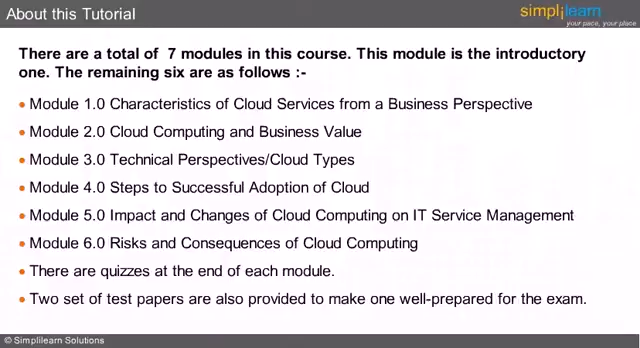 About this Tutorial
simplilearn
your pace, your place
There are a total of 7 modules in this course. This module is the introductory
one. The remaining six are as follows :-
• Module 1.0 Characteristics of Cloud Services from a Business Perspective
• Module 2.0 Cloud Computing and Business Value
• Module 3.0 Technical Perspectives/Cloud Types
• Module 4.0 Steps to Successful Adoption of Cloud
• Module 5.0 Impact and Changes of Cloud Computing on IT Service Management
• Module 6.0 Risks and Consequences of Cloud Computing
• There are quizzes at the end of each module.
• Two set of test papers are also provided to make one well-prepared for the exam.
© Simplilearn Solutions